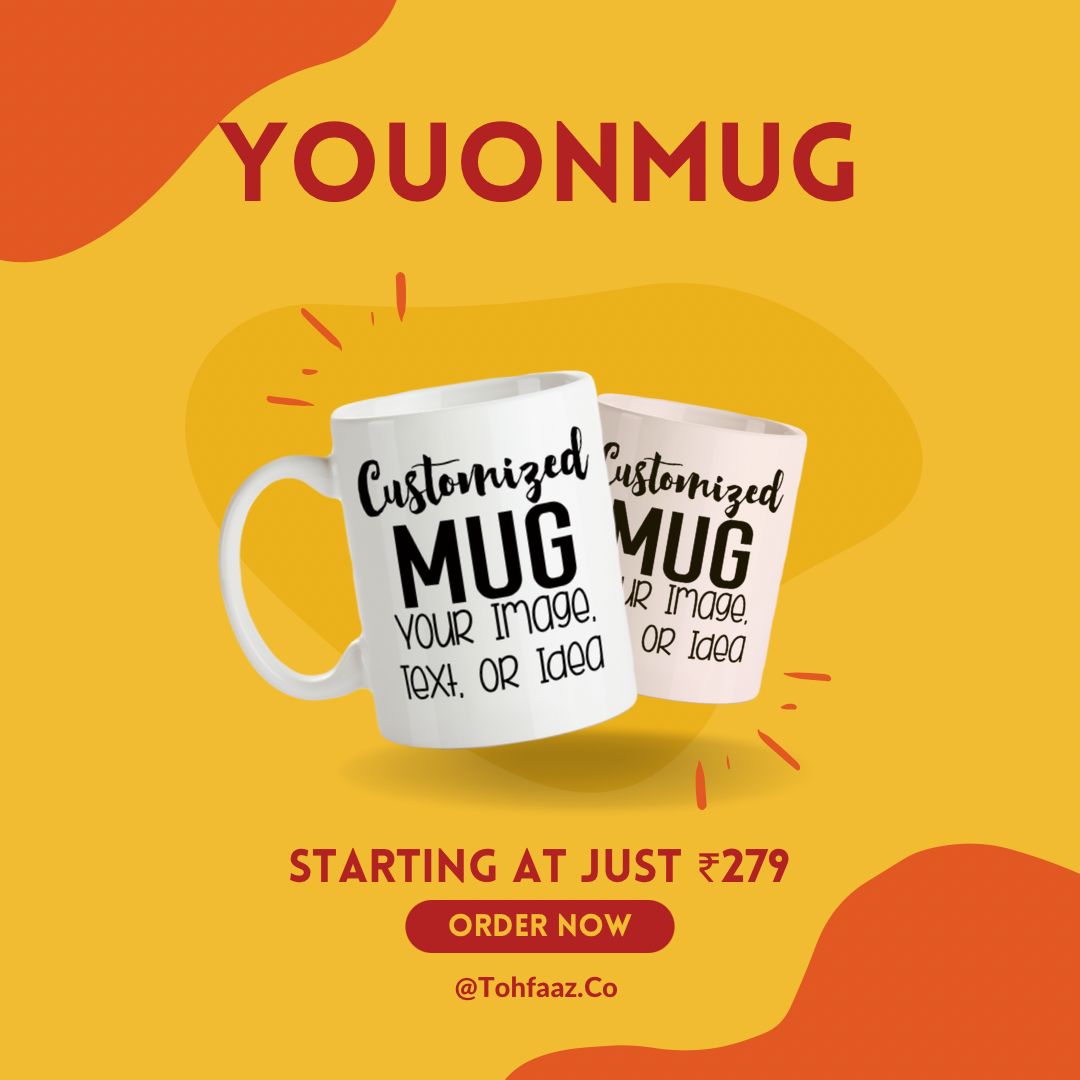 YOUONMUG
Customized
MUG
YOUR Image,
Text, OR Idea
Customized
MUG
UR Image,
OR Idea
STARTING AT JUST ₹279
ORDER NOW
@Tohfaaz.Co